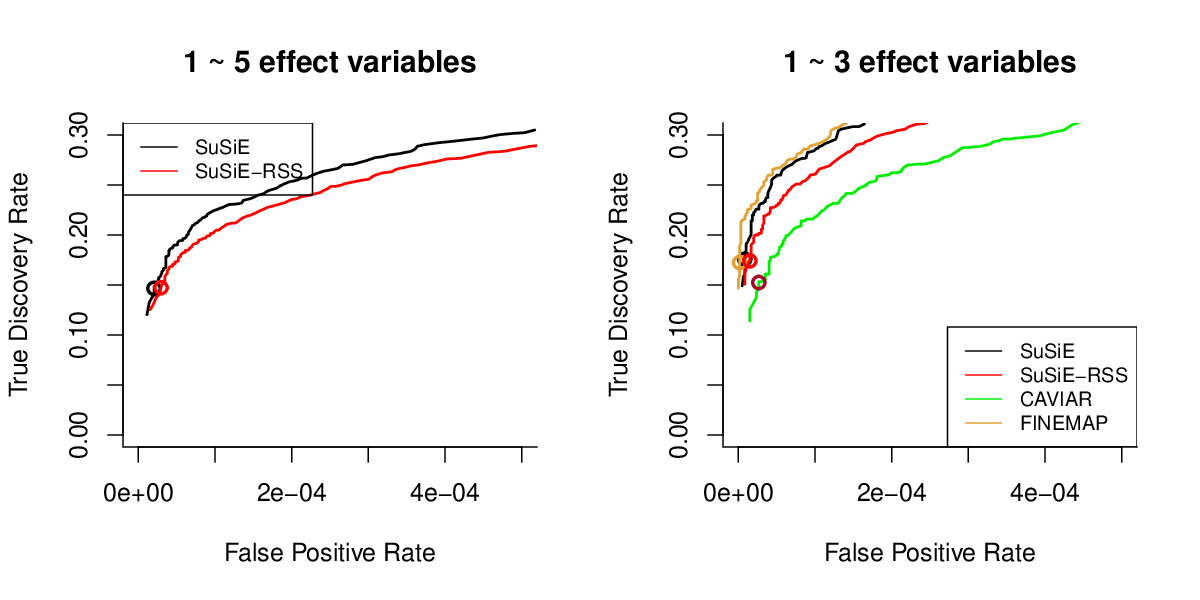 1 ~ 5 effect variables
True Discovery Rate
0.30
0.20
0.10
0.00
SuSiE
SuSiE−RSS
0e+00
2e−04
4e−04
False Positive Rate
1 ~ 3 effect variables
True Discovery Rate
0.30
0.20
0.10
0.00
SuSiE
SuSiE−RSS
CAVIAR
FINEMAP
0e+00
2e−04
4e−04
False Positive Rate